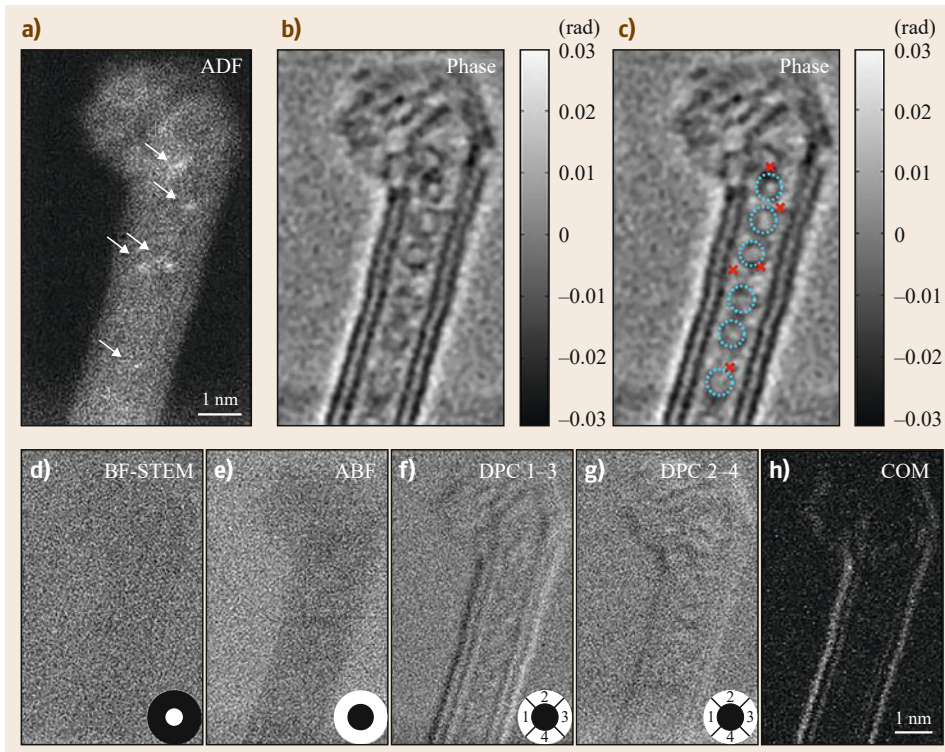 a)
ADF
1 nm
b)
Phase
(rad)
0.03
0.02
0.01
0
–0.01
–0.02
–0.03
c)
Phase
(rad)
0.03
0.02
0.01
0
–0.01
–0.02
–0.03
d)
BF-STEM
e)
ABF
f)
DPC 1–3
2
1 3
4
g)
DPC 2–4
2
1 3
4
h)
COM
1 nm